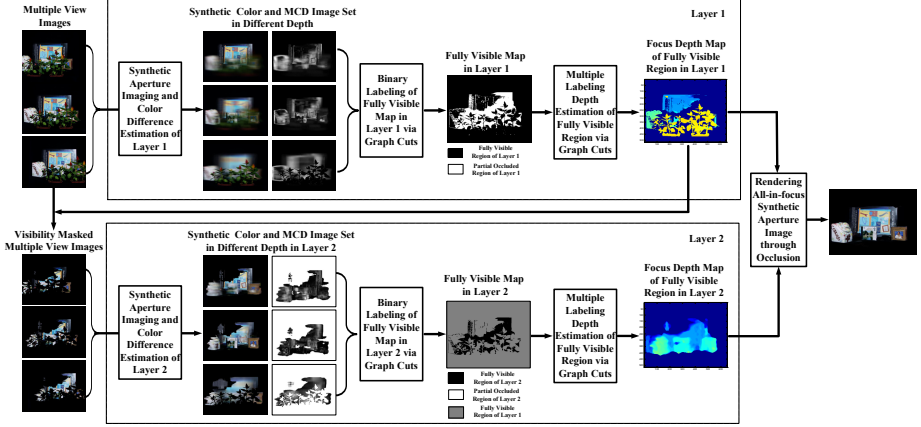 Multiple View
Images
Synthetic Color and MCD Image Set
in Different Depth
Layer 1
Synthetic
Aperture
Imaging and
Color
Difference
Estimation of
Layer 1
Binary
Labeling of
Fully Visible
Map in
Layer 1 via
Graph Cuts
Fully Visible Map
in Layer 1
Fully Visible
Region of Layer 1
Partial Occluded
Region of Layer 1
Multiple
Labeling
Depth
Estimation of
Fully Visible
Region via
Graph Cuts
Focus Depth Map
of Fully Visible
Region in Layer 1
Rendering
All-in-focus
Synthetic
Aperture
Image
through
Occlusion
Visibility Masked
Multiple View Images
Synthetic Color and MCD Image Set
in Different Depth in Layer 2
Layer 2
Synthetic
Aperture
Imaging and
Color
Difference
Estimation of
Layer 2
Binary
Labeling of
Fully Visible
Map in
Layer 2 via
Graph Cuts
Fully Visible Map
in Layer 2
Fully Visible
Region of Layer 2
Partial Occluded
Region of Layer 2
Fully Visible
Region of Layer 1
Multiple
Labeling
Depth
Estimation of
Fully Visible
Region via
Graph Cuts
Focus Depth Map
of Fully Visible
Region in Layer 2